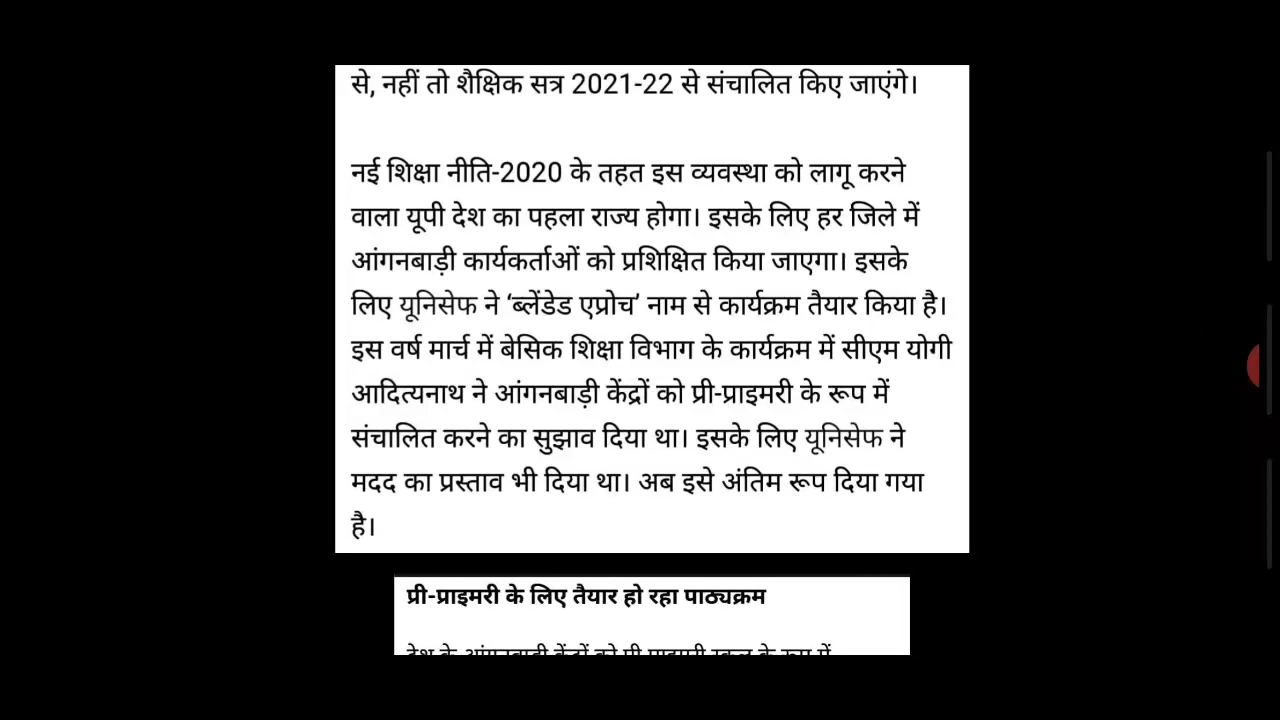 से, नहीं तो शैक्षिक सत्र 2021-22 से संचालित किए जाएंगे।
नई शिक्षा नीति-2020 के तहत इस व्यवस्था को लागू करने
वाला यूपी देश का पहला राज्य होगा। इसके लिए हर जिले में
आंगनबाड़ी कार्यकर्ताओं को प्रशिक्षित किया जाएगा। इसके
लिए यूनिसेफ ने ‘ब्लेंडेड एप्रोच’ नाम से कार्यक्रम तैयार किया है।
इस वर्ष मार्च में बेसिक शिक्षा विभाग के कार्यक्रम में सीएम योगी
आदित्यनाथ ने आंगनबाड़ी केंद्रों को प्री-प्राइमरी के रूप में
संचालित करने का सुझाव दिया था। इसके लिए यूनिसेफ ने
मदद का प्रस्ताव भी दिया था। अब इसे अंतिम रूप दिया गया
है।
प्री-प्राइमरी के लिए तैयार हो रहा पाठ्यक्रम